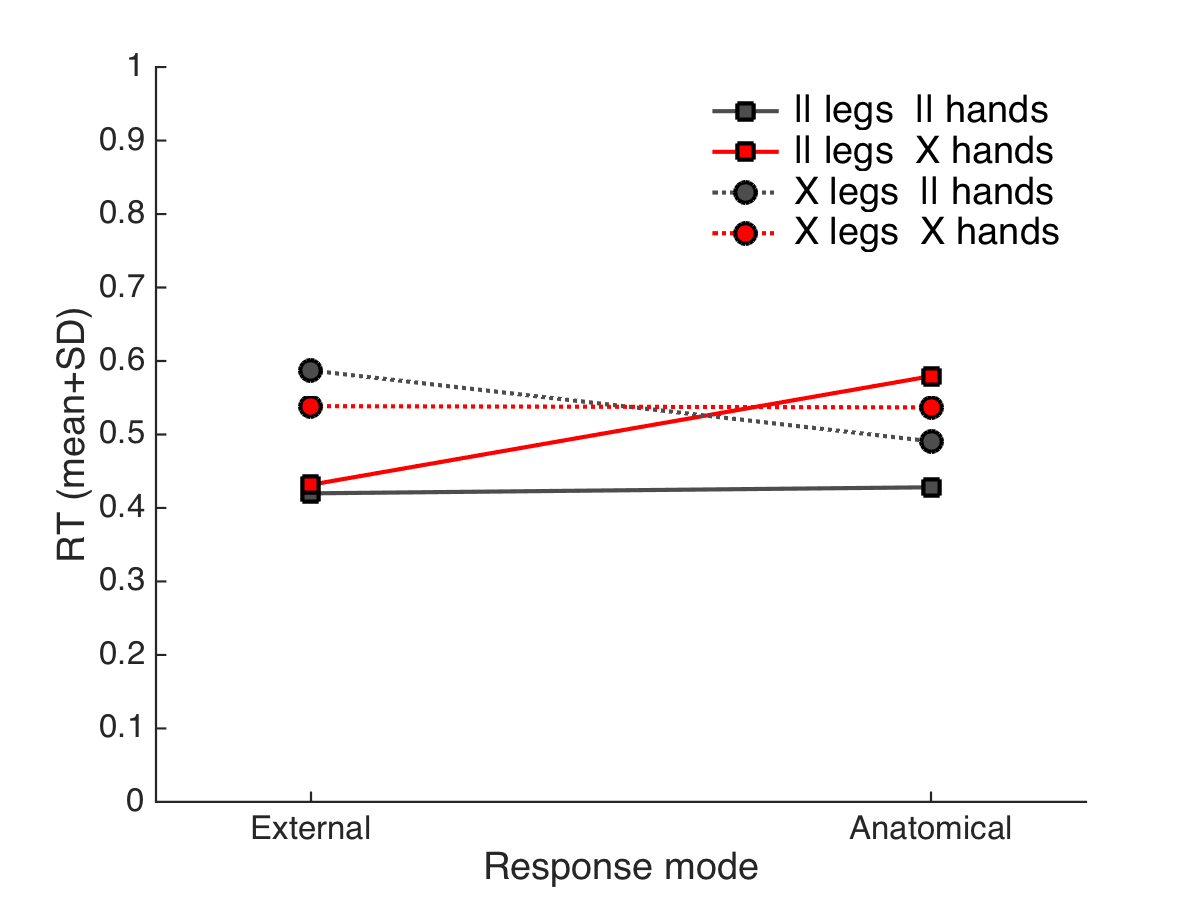 1
0.9
0.8
0.7
0.6
0.5
0.4
0.3
0.2
0.1
0
RT (mean+SD)
ll legs  ll hands
ll legs  X hands
X legs  ll hands
X legs  X hands
External
Anatomical
Response mode